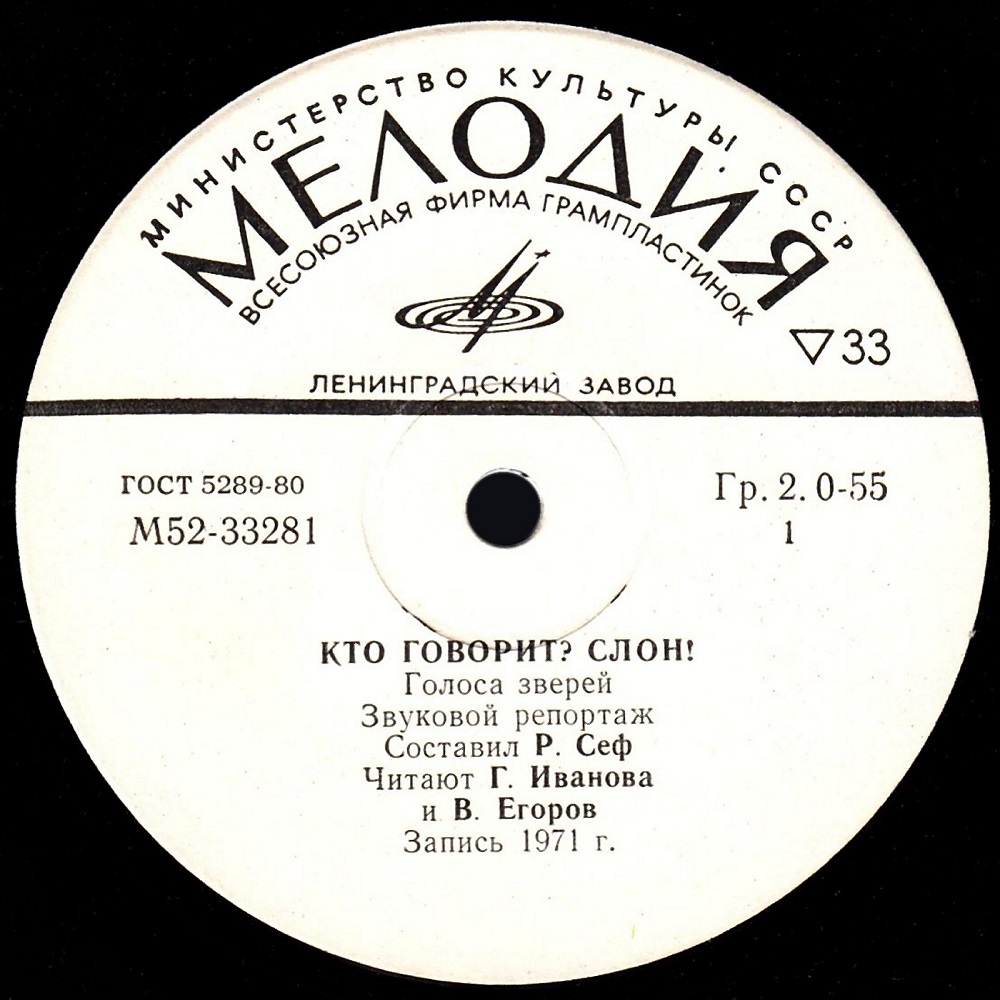 МИНИСТЕРСТВО КУЛЬТУРЫ СССР
МЕЛОДИЯ
ВСЕСОЮЗНАЯ ФИРМА ГРАМПЛАСТИНОК
33
ЛЕНИНГРАДСКИЙ ЗАВОД
ГОСТ 5289-80
М52-33281
Гр. 2. 0-55
1
КТО ГОВОРИТ? СЛОН!
Голоса зверей
Звуковой репортаж
Составил Р. Сеф
Читают Г. Иванова
и В. Егоров
Запись 1971 г.